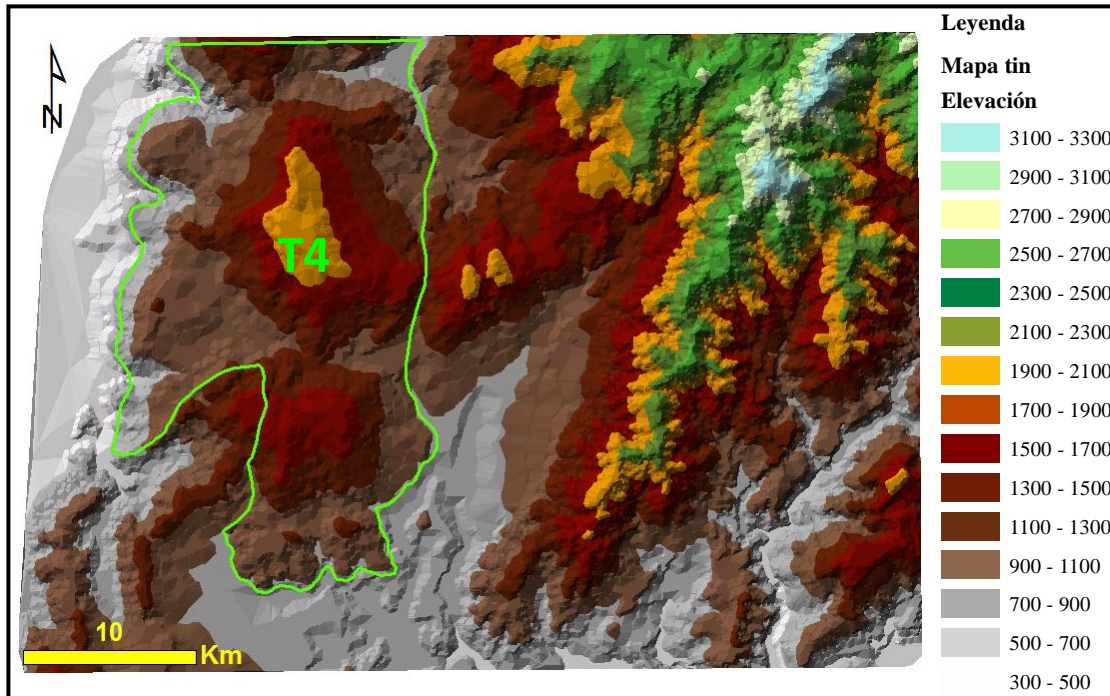 Leyenda
Mapa tin
Elevación
3100 - 3300
2900 - 3100
2700 - 2900
2500 - 2700
2300 - 2500
2100 - 2300
1900 - 2100
1700 - 1900
1500 - 1700
1300 - 1500
1100 - 1300
900 - 1100
700 - 900
500 - 700
300 - 500
N
T4
10
Km